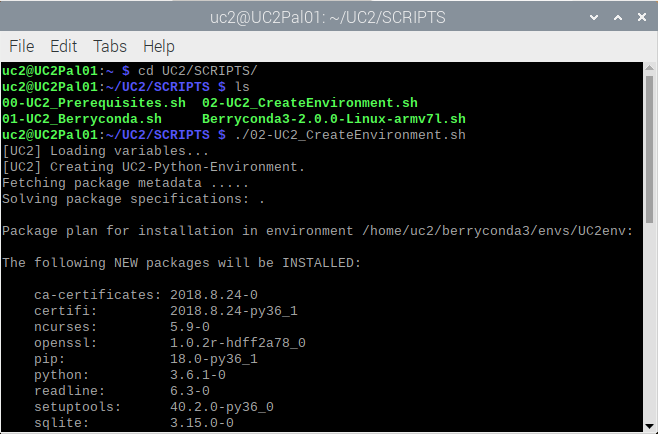 uc2@UC2Pal01: ~/UC2/SCRIPTS
File Edit Tabs Help
uc2@UC2Pal01:~ $ cd UC2/SCRIPTS/
uc2@UC2Pal01:~/UC2/SCRIPTS $ ls
00-UC2_Prerequisites.sh  02-UC2_CreateEnvironment.sh
01-UC2_Berryconda.sh     Berryconda3-2.0.0-Linux-armv7l.sh
uc2@UC2Pal01:~/UC2/SCRIPTS $ ./02-UC2_CreateEnvironment.sh
[UC2] Loading variables...
[UC2] Creating UC2-Python-Environment.
Fetching package metadata .....
Solving package specifications: .
Package plan for installation in environment /home/uc2/berryconda3/envs/UC2env:
The following NEW packages will be INSTALLED:
    ca-certificates: 2018.8.24-0
    certifi:         2018.8.24-py36_1
    ncurses:         5.9-0
    openssl:         1.0.2r-hdff2a78_0
    pip:             18.0-py36_1
    python:          3.6.1-0
    readline:        6.3-0
    setuptools:      40.2.0-py36_0
    sqlite:          3.15.0-0